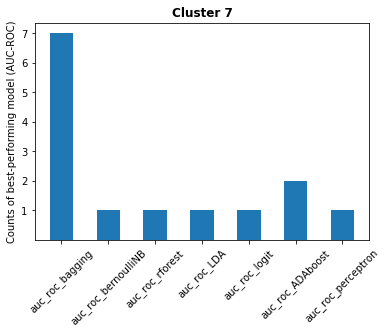 Cluster 7
Counts of best-performing model (AUC-ROC)
7
6
5
4
3
2
1
auc_roc_bagging
auc_roc_bernoulliNB
auc_roc_rforest
auc_roc_LDA
auc_roc_logit
auc_roc_ADAboost
auc_roc_perceptron